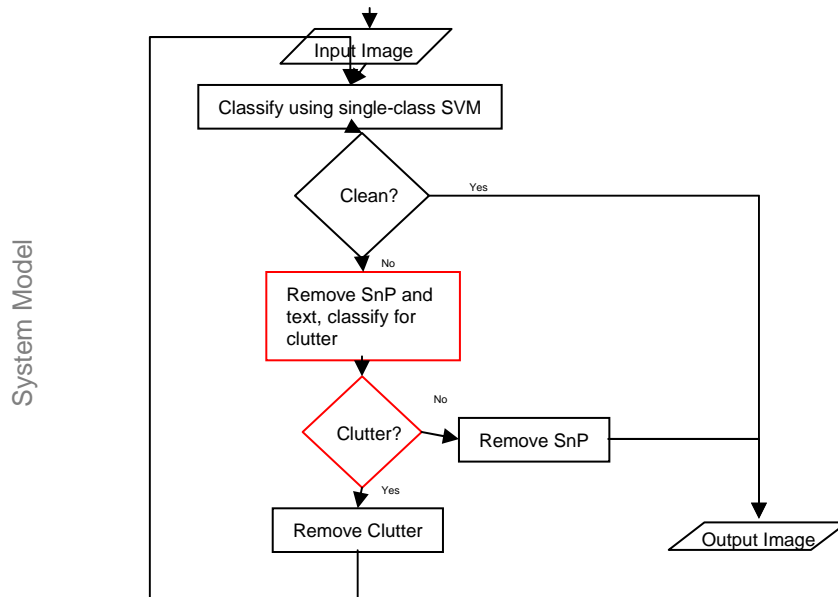 Input Image
Classify using single-class SVM
Clean?
Yes
No
Remove SnP and
text, classify for
clutter
Clutter?
No
Remove SnP
Yes
Remove Clutter
Output Image
System Model